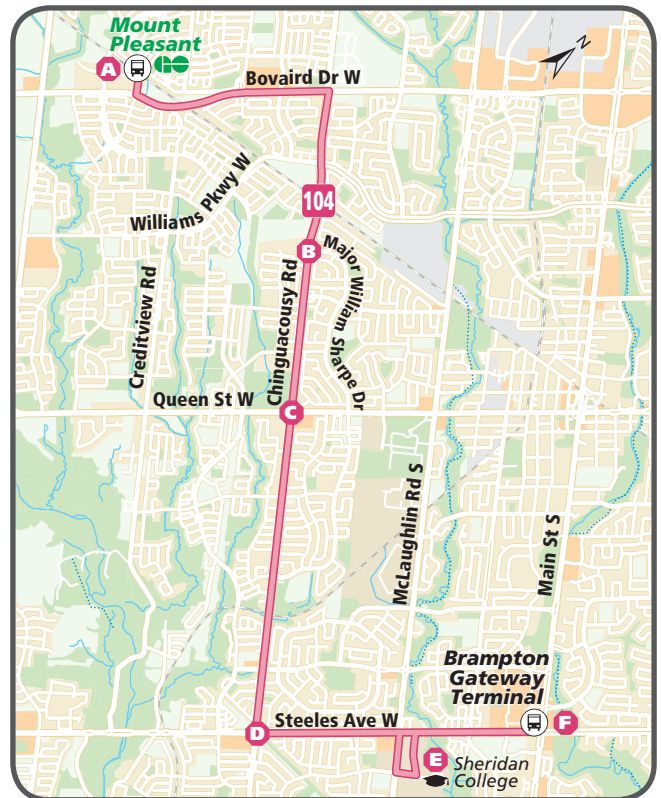 Mount
Pleasant
A
GO
Bovaird Dr W
N
Williams Pkwy W
104
B
Major William Sharpe Dr
Creditview Rd
Chinguacousy Rd
Queen St W
C
McLaughlin Rd S
Main St S
Brampton
Gateway
Terminal
Steeles Ave W
D
F
E
Sheridan
College